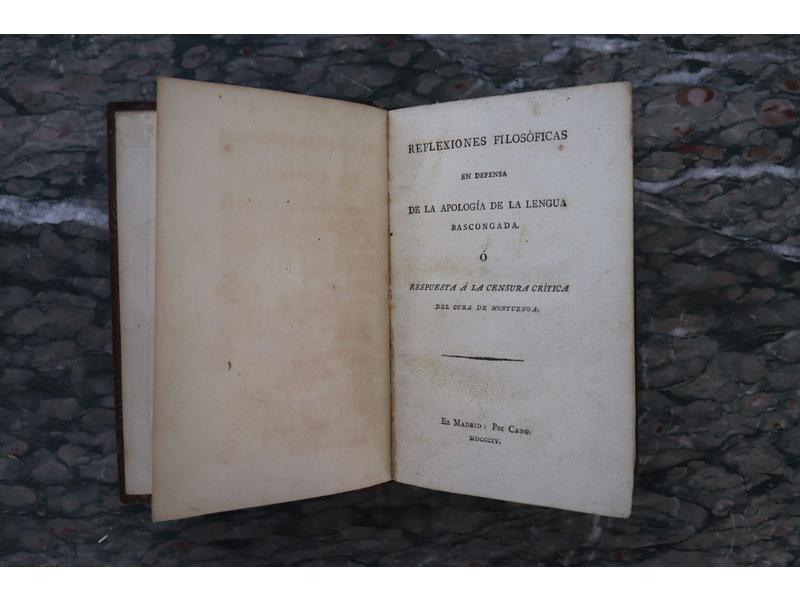 REFLEXIONES FILOSÓFICAS
EN DEFENSA
DE LA APOLOGÍA DE LA LENGUA
BASCONGADA.
Ó
RESPUESTA Á LA CENSURA CRÍTICA
DEL CURA DE MONTUENGA.
En MADRID: Por CANO.
MDCCCIV.